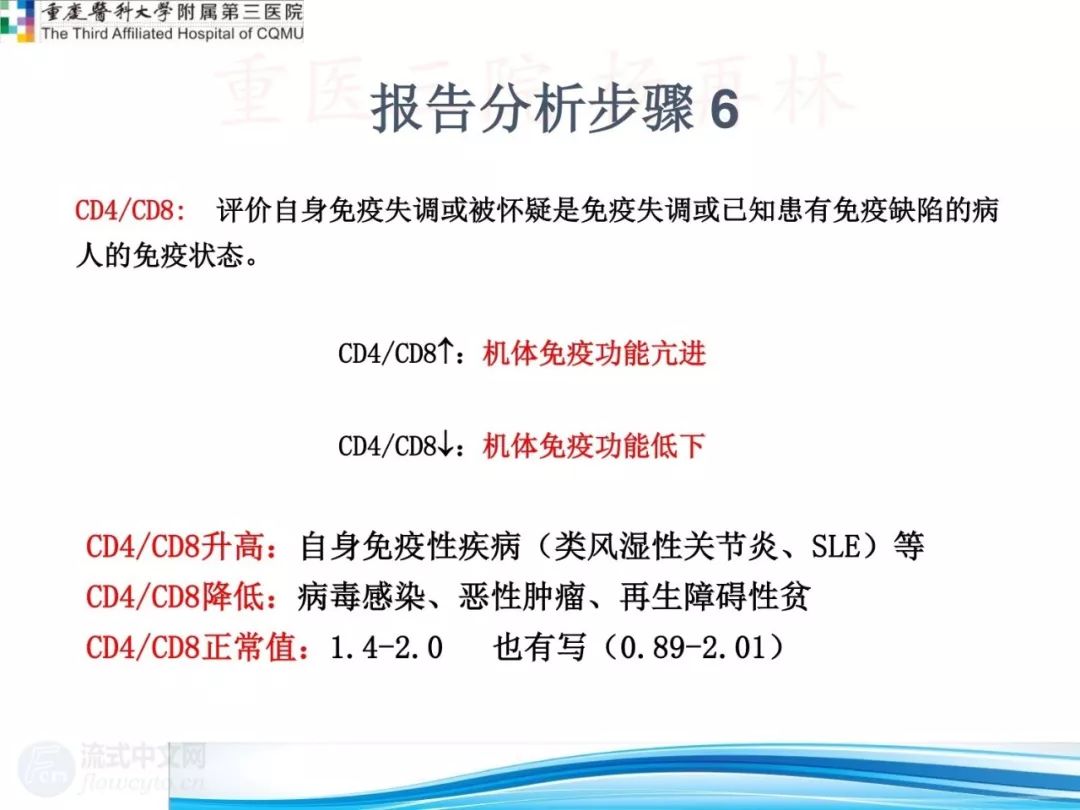 重庆医科大学附属第三医院
The Third Affiliated Hospital of CQMU
重医三院 杨再林
报告分析步骤 6
CD4/CD8： 评价自身免疫失调或被怀疑是免疫失调或已知患有免疫缺陷的病
人的免疫状态。
CD4/CD8↑：机体免疫功能亢进
CD4/CD8↓：机体免疫功能低下
CD4/CD8升高：自身免疫性疾病（类风湿性关节炎、SLE）等
CD4/CD8降低：病毒感染、恶性肿瘤、再生障碍性贫
CD4/CD8正常值：1.4-2.0 也有写（0.89-2.01）
流式中文网
flowcyto.cn